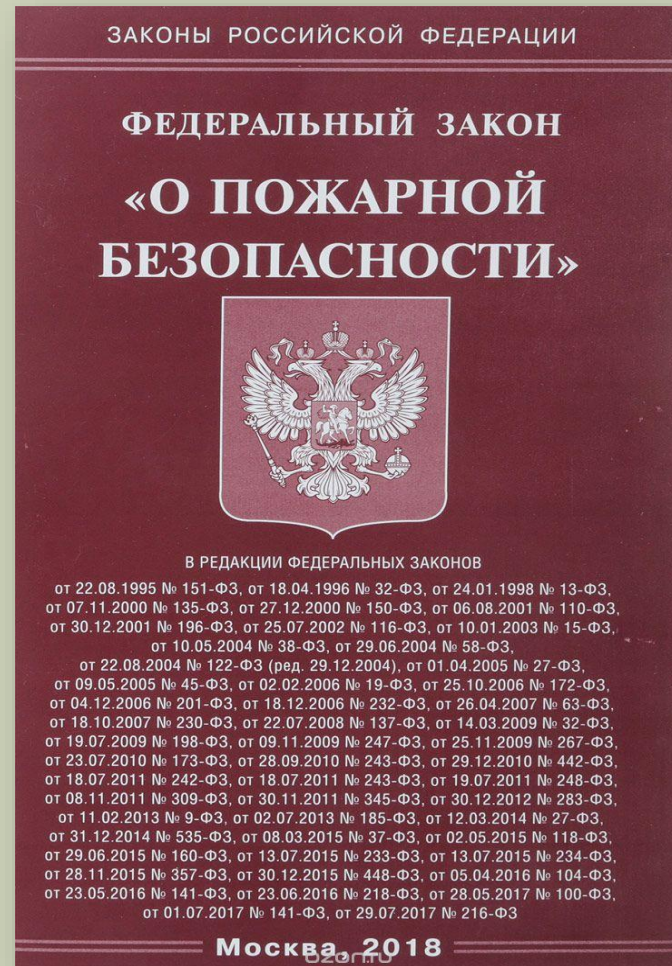 ЗАКОНЫ РОССИЙСКОЙ ФЕДЕРАЦИИ
ФЕДЕРАЛЬНЫЙ ЗАКОН
«О ПОЖАРНОЙ
БЕЗОПАСНОСТИ»
В РЕДАКЦИИ ФЕДЕРАЛЬНЫХ ЗАКОНОВ
от 22.08.1995 № 151-ФЗ, от 18.04.1996 № 32-ФЗ, от 24.01.1998 № 13-ФЗ,
от 07.11.2000 № 135-ФЗ, от 27.12.2000 № 150-ФЗ, от 06.08.2001 № 110-ФЗ,
от 30.12.2001 № 196-ФЗ, от 25.07.2002 № 116-ФЗ, от 10.01.2003 № 15-ФЗ,
от 10.05.2004 № 38-ФЗ, от 29.06.2004 № 58-ФЗ,
от 22.08.2004 № 122-ФЗ (ред. 29.12.2004), от 01.04.2005 № 27-ФЗ,
от 09.05.2005 № 45-ФЗ, от 02.02.2006 № 19-ФЗ, от 25.10.2006 № 172-ФЗ,
от 04.12.2006 № 201-ФЗ, от 18.12.2006 № 232-ФЗ, от 26.04.2007 № 63-ФЗ,
от 18.10.2007 № 230-ФЗ, от 22.07.2008 № 137-ФЗ, от 14.03.2009 № 32-ФЗ,
от 19.07.2009 № 198-ФЗ, от 09.11.2009 № 247-ФЗ, от 25.11.2009 № 267-ФЗ,
от 23.07.2010 № 173-ФЗ, от 28.09.2010 № 243-ФЗ, от 29.12.2010 № 442-ФЗ,
от 18.07.2011 № 242-ФЗ, от 18.07.2011 № 243-ФЗ, от 19.07.2011 № 248-ФЗ,
от 08.11.2011 № 309-ФЗ, от 30.11.2011 № 345-ФЗ, от 30.12.2012 № 283-ФЗ,
от 11.02.2013 № 9-ФЗ, от 02.07.2013 № 185-ФЗ, от 12.03.2014 № 27-ФЗ,
от 31.12.2014 № 535-ФЗ, от 08.03.2015 № 37-ФЗ, от 02.05.2015 № 118-ФЗ,
от 29.06.2015 № 160-ФЗ, от 13.07.2015 № 233-ФЗ, от 13.07.2015 № 234-ФЗ,
от 28.11.2015 № 357-ФЗ, от 30.12.2015 № 448-ФЗ, от 05.04.2016 № 104-ФЗ,
от 23.05.2016 № 141-ФЗ, от 23.06.2016 № 218-ФЗ, от 28.05.2017 № 100-ФЗ,
от 01.07.2017 № 141-ФЗ, от 29.07.2017 № 216-ФЗ
Москва, 2018
ozon.ru